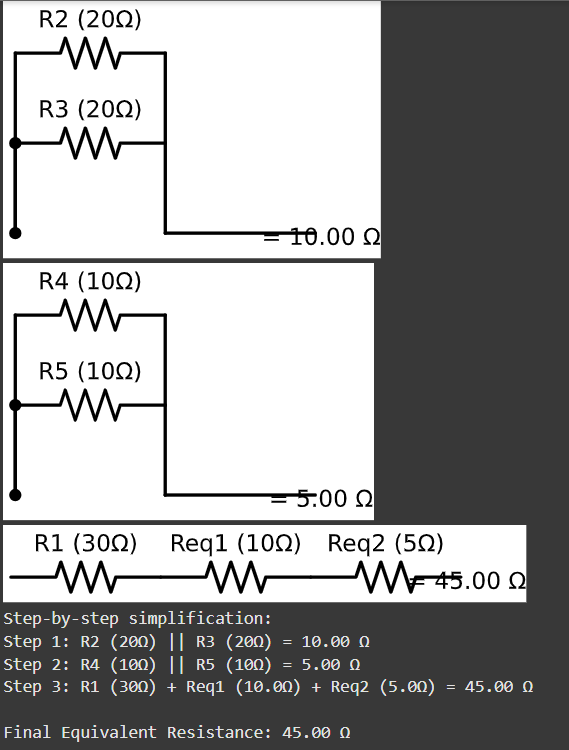 R2 (20Ω)
R3 (20Ω)
= 10.00 Ω
R4 (10Ω)
R5 (10Ω)
= 5.00 Ω
R1 (30Ω) Req1 (10Ω) Req2 (5Ω)
= 45.00 Ω
Step-by-step simplification:
Step 1: R2 (20Ω) || R3 (20Ω) = 10.00 Ω
Step 2: R4 (10Ω) || R5 (10Ω) = 5.00 Ω
Step 3: R1 (30Ω) + Req1 (10.0Ω) + Req2 (5.0Ω) = 45.00 Ω
Final Equivalent Resistance: 45.00 Ω